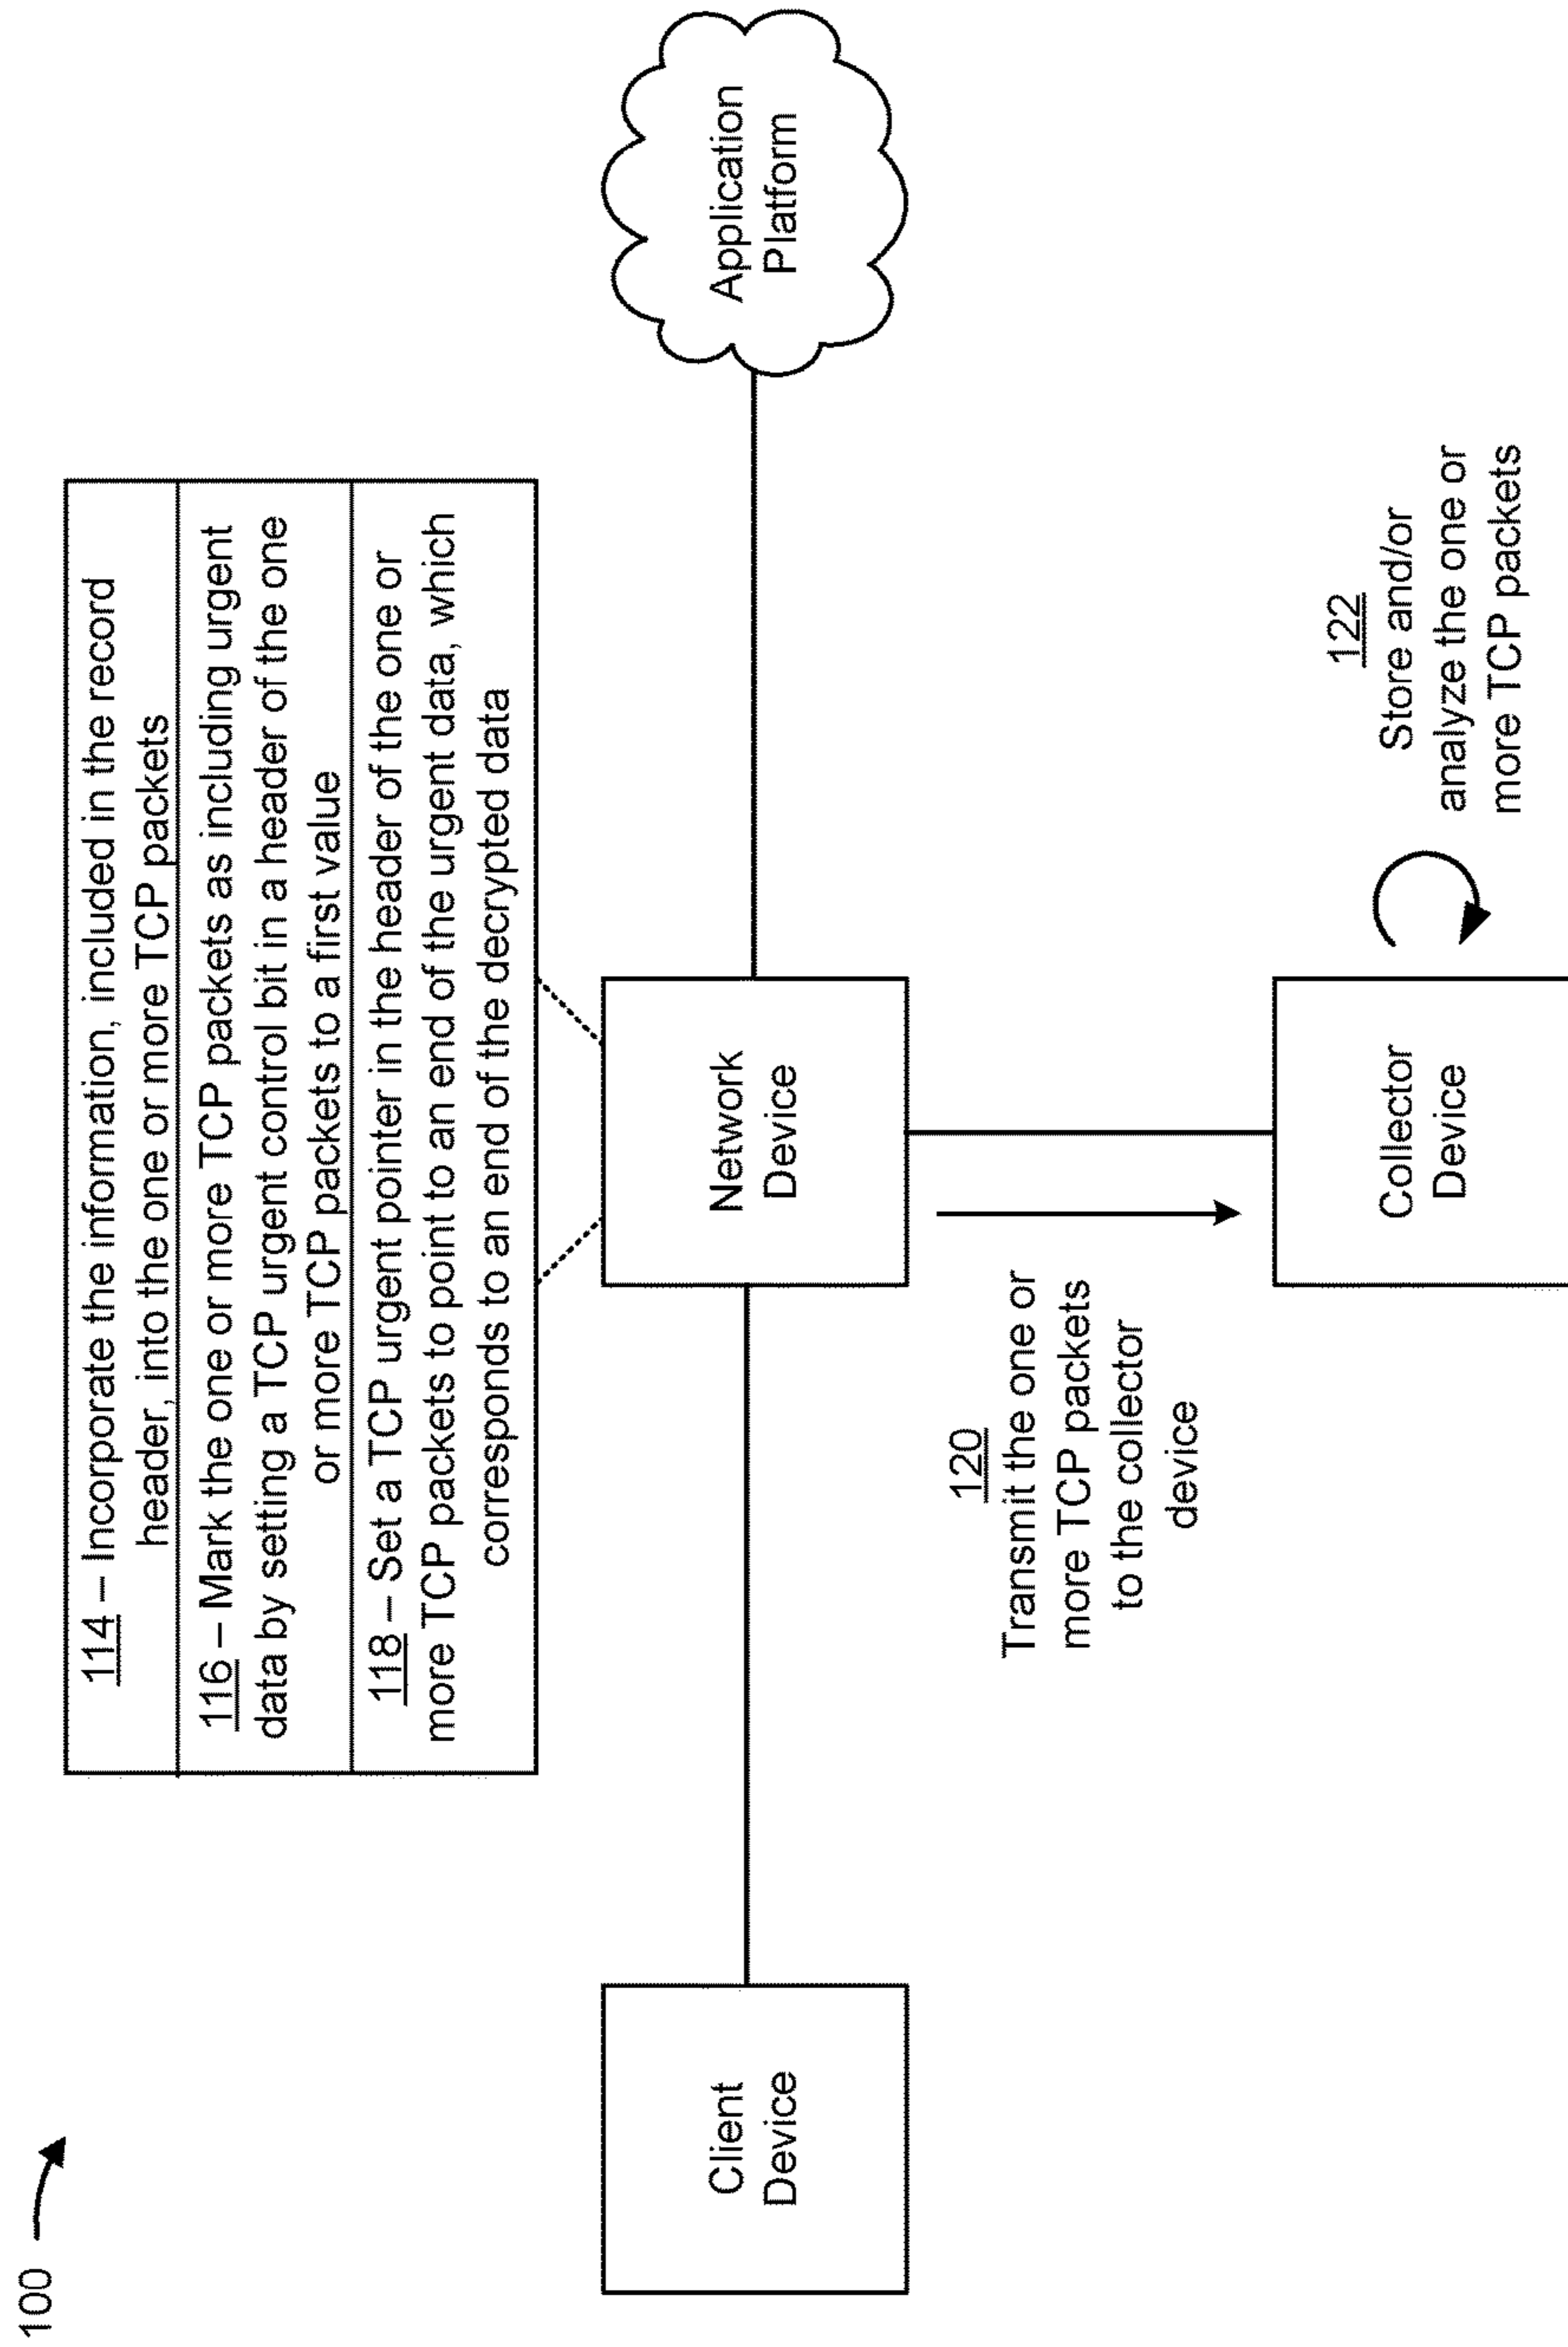 100
114 – Incorporate the information, included in the record
header, into the one or more TCP packets
116 – Mark the one or more TCP packets as including urgent
data by setting a TCP urgent control bit in a header of the one
or more TCP packets to a first value
118 – Set a TCP urgent pointer in the header of the one or
more TCP packets to point to an end of the urgent data, which
corresponds to an end of the decrypted data
Client
Device
Network
Device
Application
Platform
120
Transmit the one or
more TCP packets
to the collector
device
Collector
Device
122
Store and/or
analyze the one or
more TCP packets